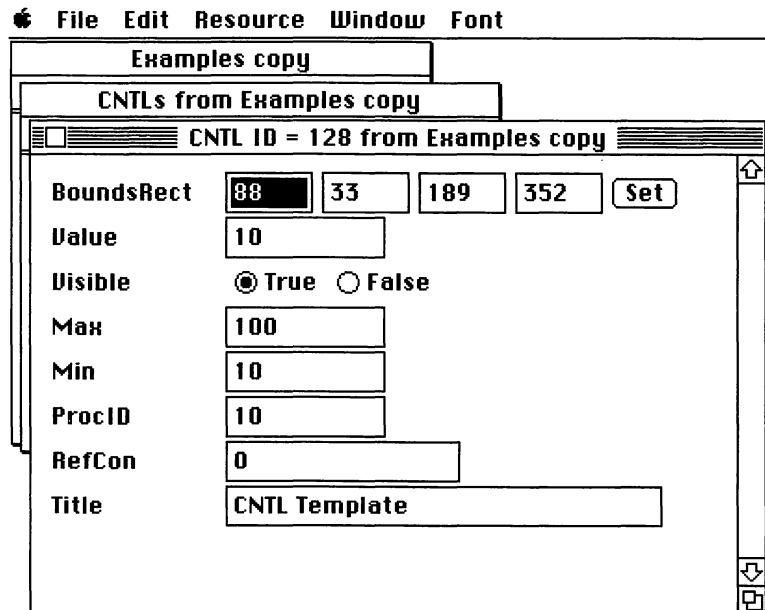 File Edit Resource Window Font
Examples copy
CNTLs from Examples copy
CNTL ID = 128 from Examples copy
BoundsRect 88 33 189 352 Set
Value 10
Visible True False
Max 100
Min 10
ProcID 10
RefCon 0
Title CNTL Template